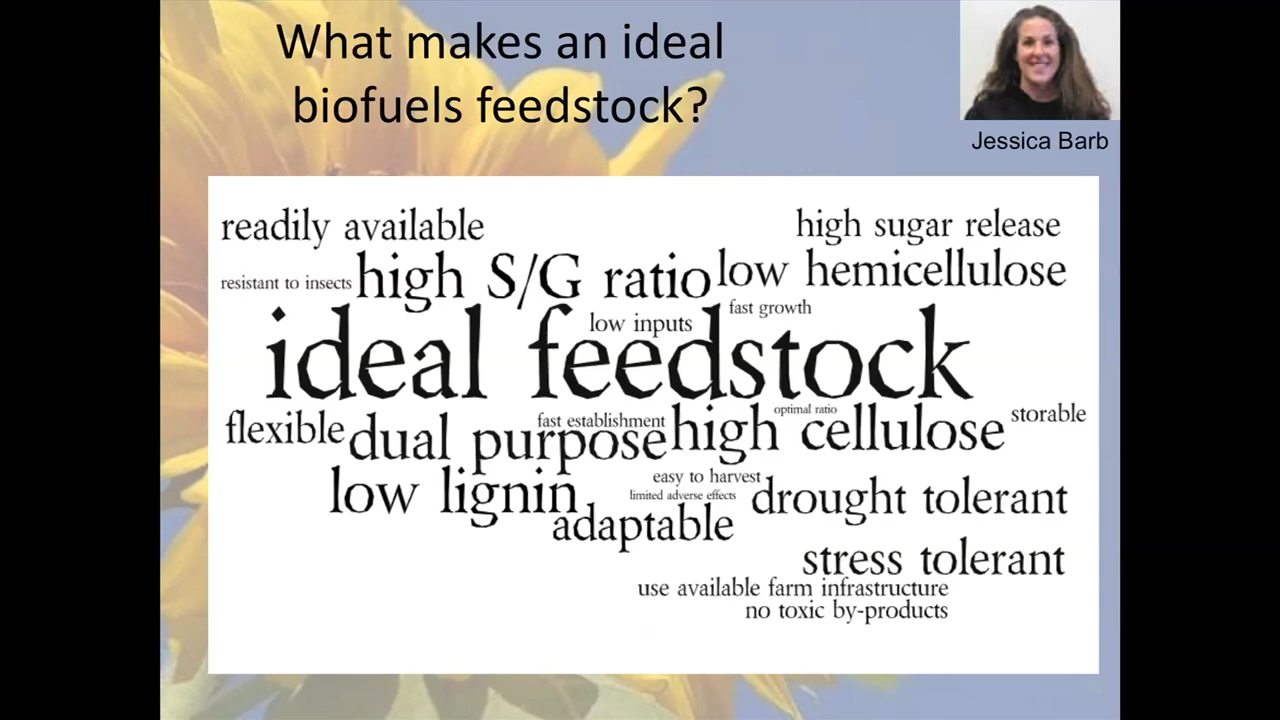 What makes an ideal
biofuels feedstock?
Jessica Barb
readily available
high sugar release
resistant to insects
high S/G ratio
low hemicellulose
fast growth
low inputs
ideal feedstock
flexible
dual purpose
fast establishment
high cellulose
optimal ratio
storable
low lignin
easy to harvest
limited adverse effects
drought tolerant
adaptable
stress tolerant
use available farm infrastructure
no toxic by-products